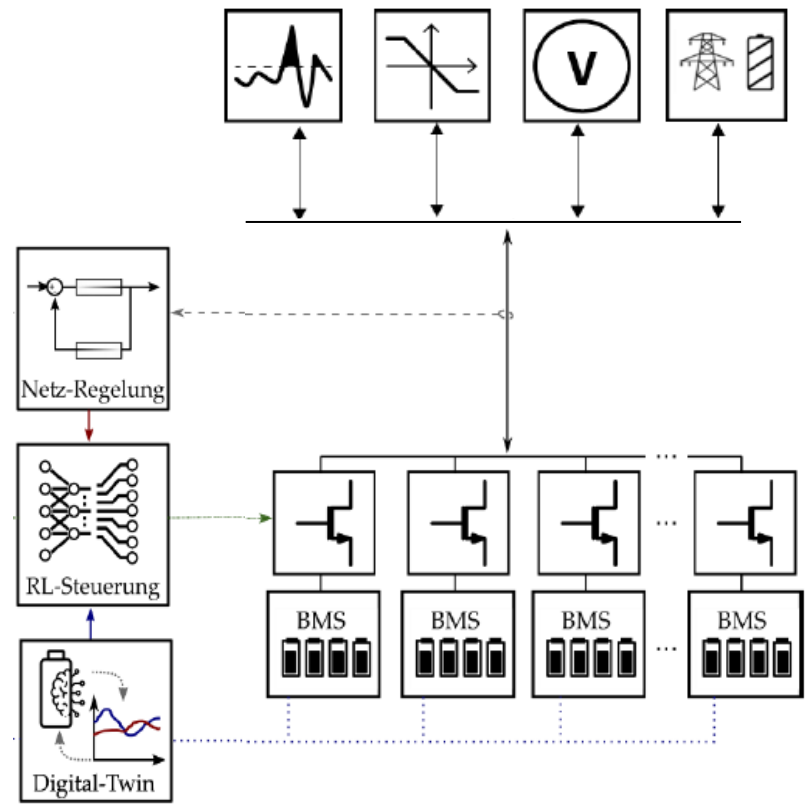 V
Netz-Regelung
RL-Steuerung
Digital-Twin
...
...
BMS
BMS
BMS
BMS
...